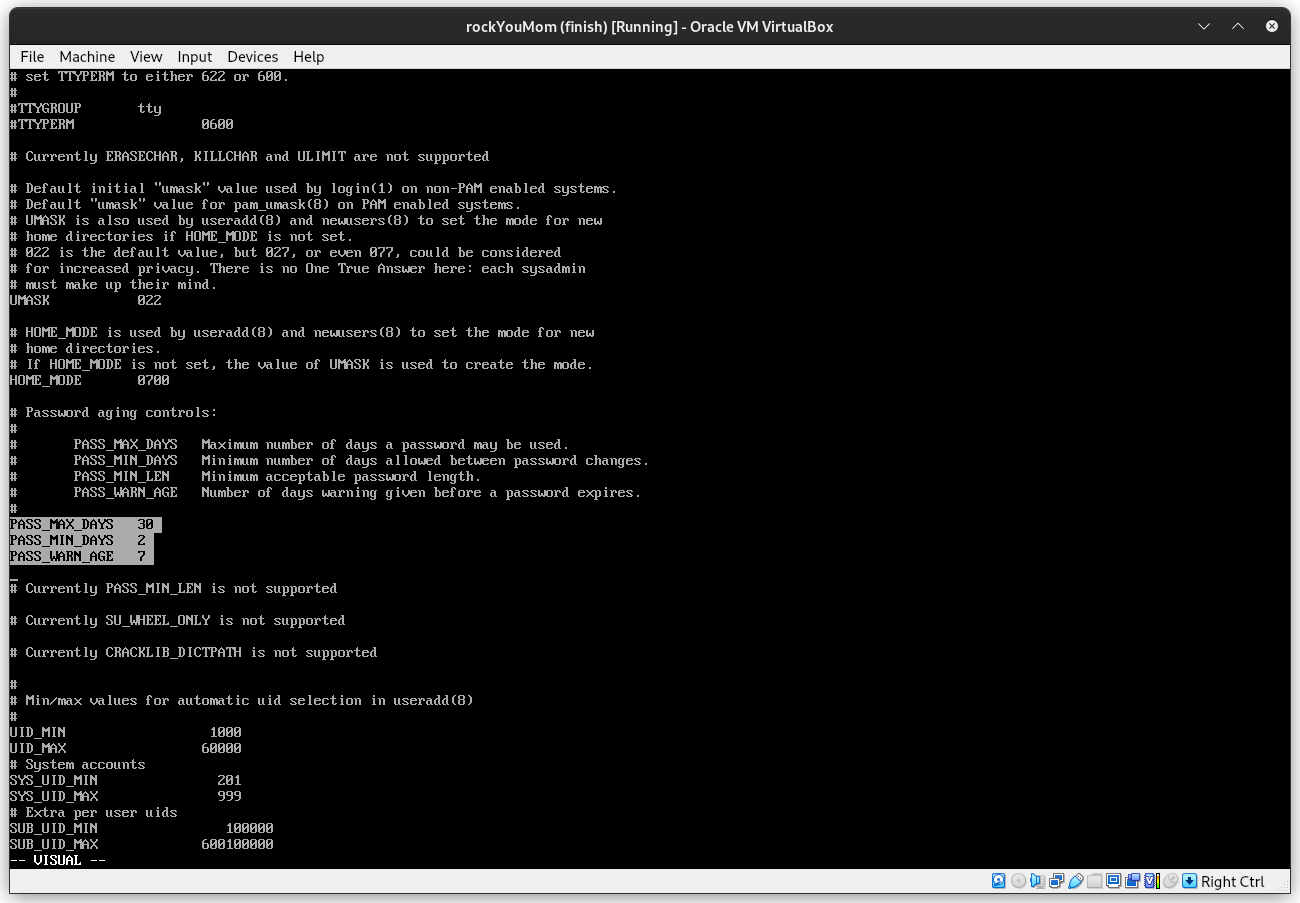 rockYouMom (finish) [Running] - Oracle VM VirtualBox
File Machine View Input Devices Help
# set TTYPERM to either 622 or 600.
#
#TTYGROUP tty
#TTYPERM 0600
# Currently ERASECHAR, KILLCHAR and ULIMIT are not supported
# Default initial "umask" value used by login(1) on non-PAM enabled systems.
# Default "umask" value for pam_umask(8) on PAM enabled systems.
# UMASK is also used by useradd(8) and newusers(8) to set the mode for new
# home directories if HOME_MODE is not set.
# 022 is the default value, but 027, or even 077, could be considered
# for increased privacy. There is no One True Answer here: each sysadmin
# must make up their mind.
UMASK 022
# HOME_MODE is used by useradd(8) and newusers(8) to set the mode for new
# home directories.
# If HOME_MODE is not set, the value of UMASK is used to create the mode.
HOME_MODE 0700
# Password aging controls:
#
# PASS_MAX_DAYS Maximum number of days a password may be used.
# PASS_MIN_DAYS Minimum number of days allowed between password changes.
# PASS_MIN_LEN Minimum acceptable password length.
# PASS_WARN_AGE Number of days warning given before a password expires.
#
PASS_MAX_DAYS 30
PASS_MIN_DAYS 2
PASS_WARN_AGE 7
# Currently PASS_MIN_LEN is not supported
# Currently SU_WHEEL_ONLY is not supported
# Currently CRACKLIB_DICTPATH is not supported
#
# Min/max values for automatic uid selection in useradd(8)
#
UID_MIN 1000
UID_MAX 60000
# System accounts
SYS_UID_MIN 201
SYS_UID_MAX 999
# Extra per user uids
SUB_UID_MIN 100000
SUB_UID_MAX 600100000
-- VISUAL --
Right Ctrl